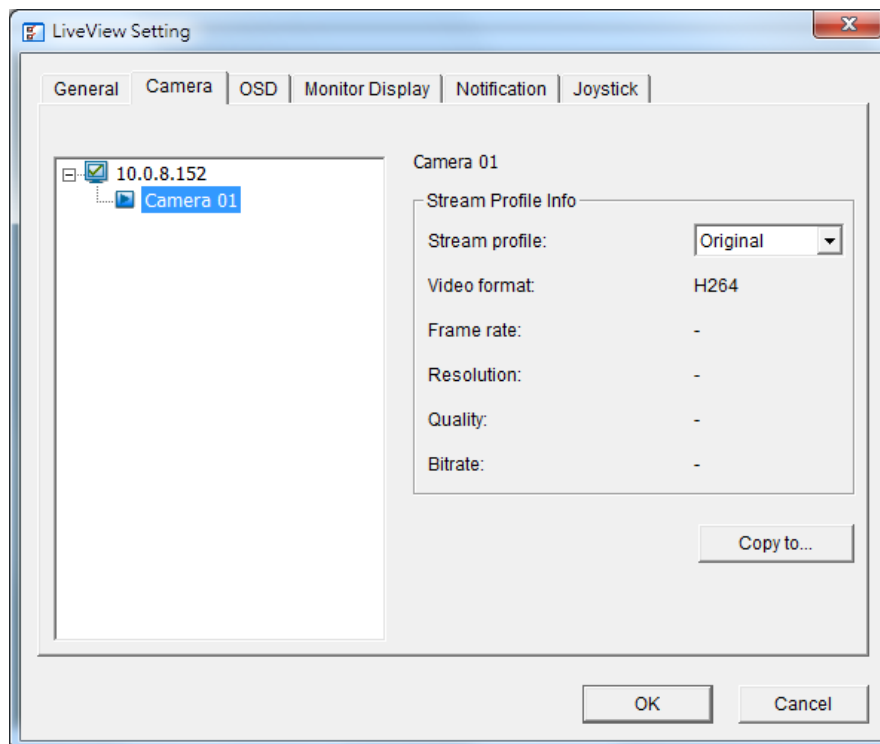 LiveView Setting
General Camera OSD Monitor Display Notification Joystick
10.0.8.152
Camera 01
Camera 01
Stream Profile Info
Stream profile: Original
Video format: H264
Frame rate: -
Resolution: -
Quality: -
Bitrate: -
Copy to...
OK Cancel